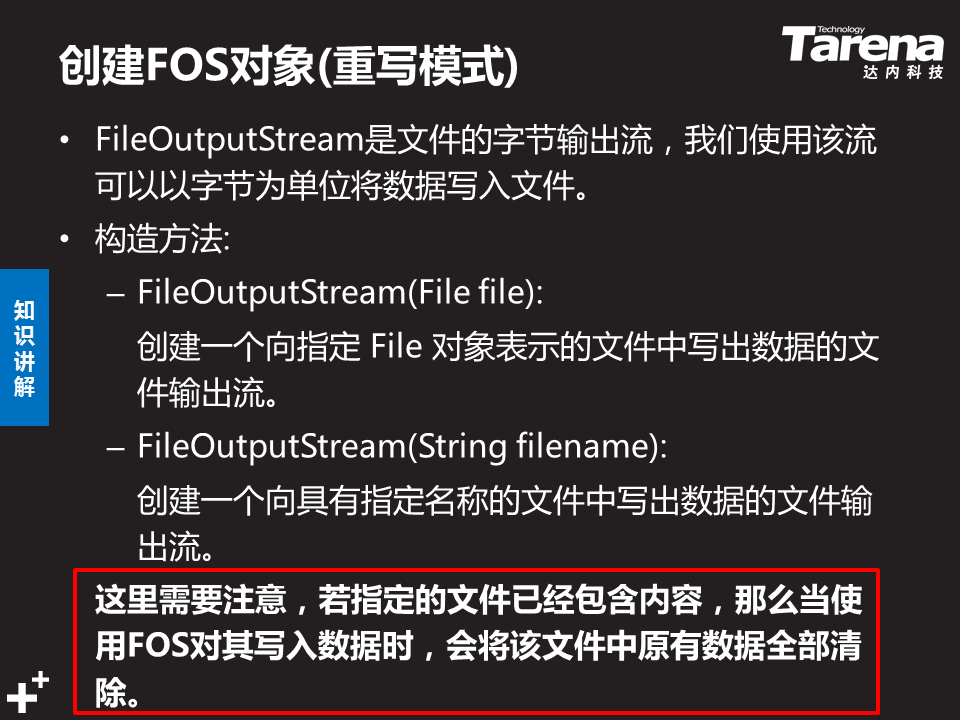 创建FOS对象(重写模式)
Technology
Tarena
达内科技
• FileOutputStream是文件的字节输出流，我们使用该流
可以以字节为单位将数据写入文件。
• 构造方法:
– FileOutputStream(File file):
创建一个向指定 File 对象表示的文件中写出数据的文
件输出流。
– FileOutputStream(String filename):
创建一个向具有指定名称的文件中写出数据的文件输
出流。
这里需要注意，若指定的文件已经包含内容，那么当使
用FOS对其写入数据时，会将该文件中原有数据全部清
除。
知
识
讲
解